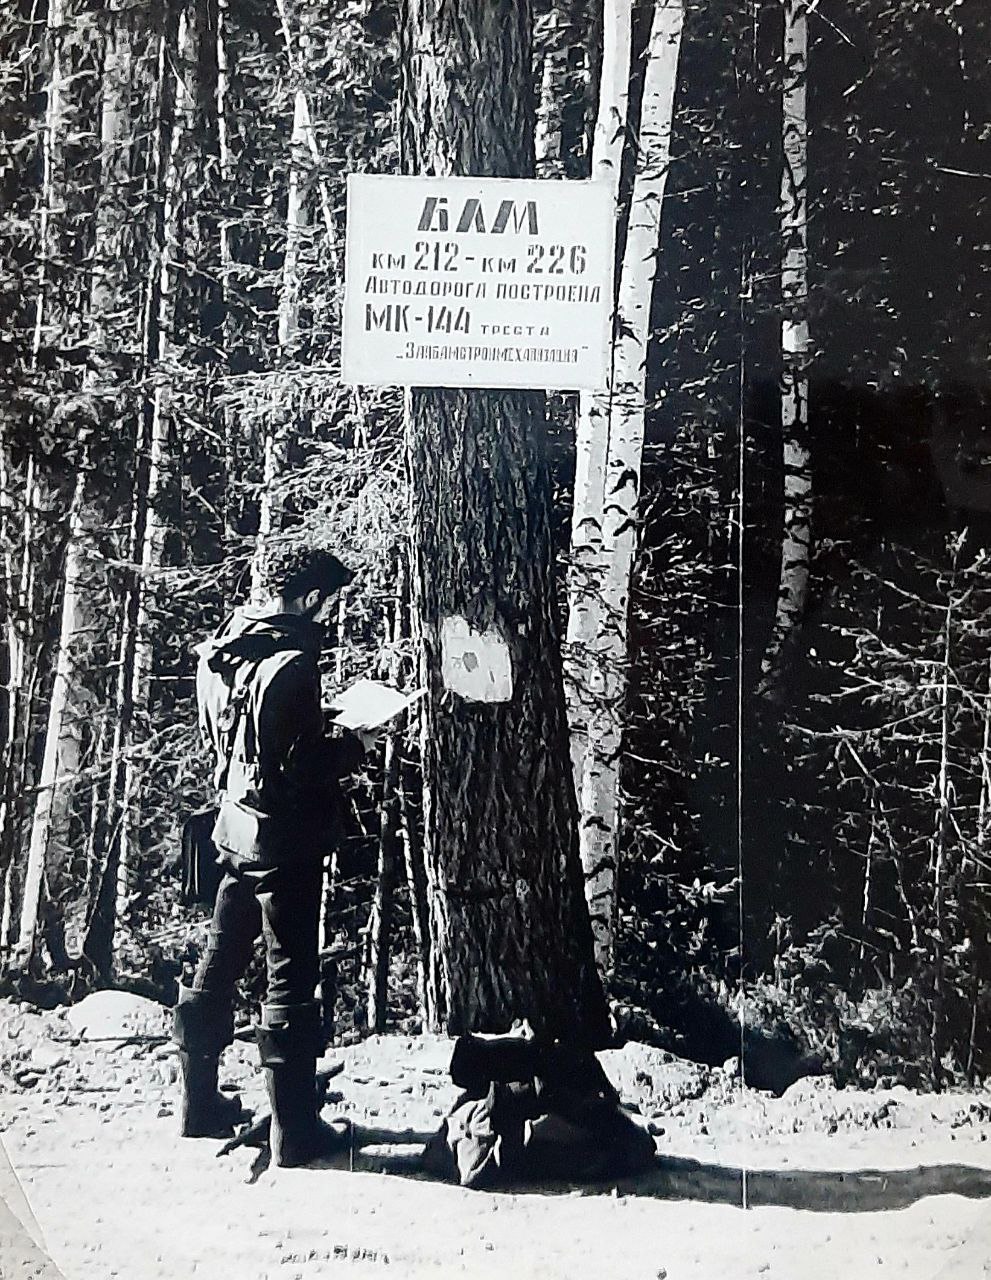 БАМ
км 212 - км 226
Автодорога построена
МК-144 треста
„Запбамстроймеханизация"